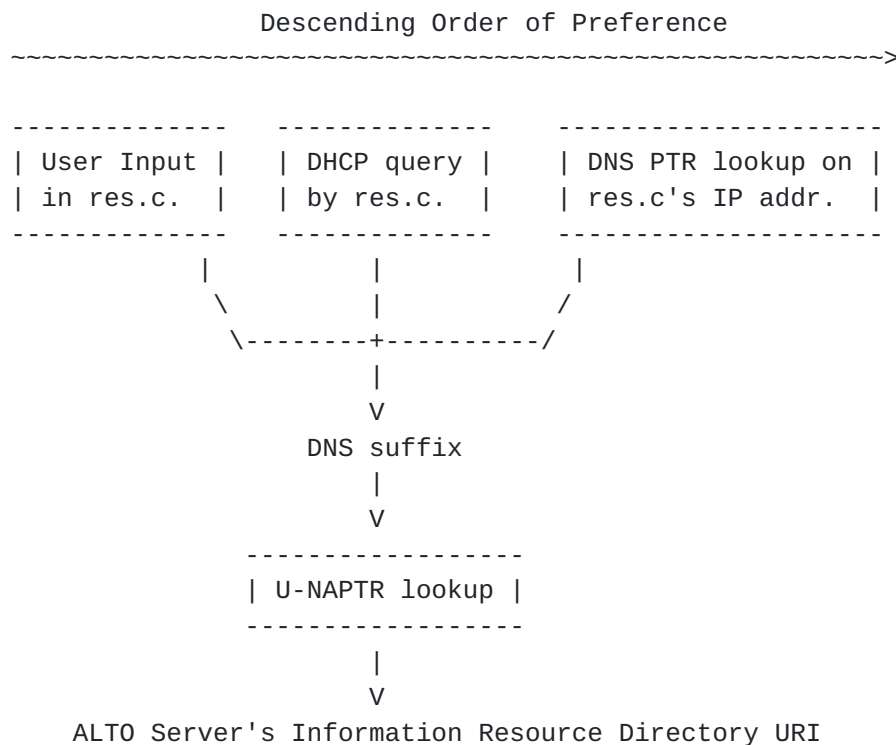 Descending Order of Preference
~~~~~~~~~~~~~~~~~~~~~~~~~~~~~~~~~~~~~~~~~~~~~~~~~~~~~~~~>

--------------   --------------    ---------------------
| User Input |   | DHCP query |    | DNS PTR lookup on |
| in res.c.  |   | by res.c.  |    | res.c's IP addr.  |
--------------   --------------    ---------------------
            |          |            |
             \         |           /
              \--------+----------/
                       |
                       V
                   DNS suffix
                       |
                       V
               ------------------
               | U-NAPTR lookup |
               ------------------
                       |
                       V
    ALTO Server's Information Resource Directory URI